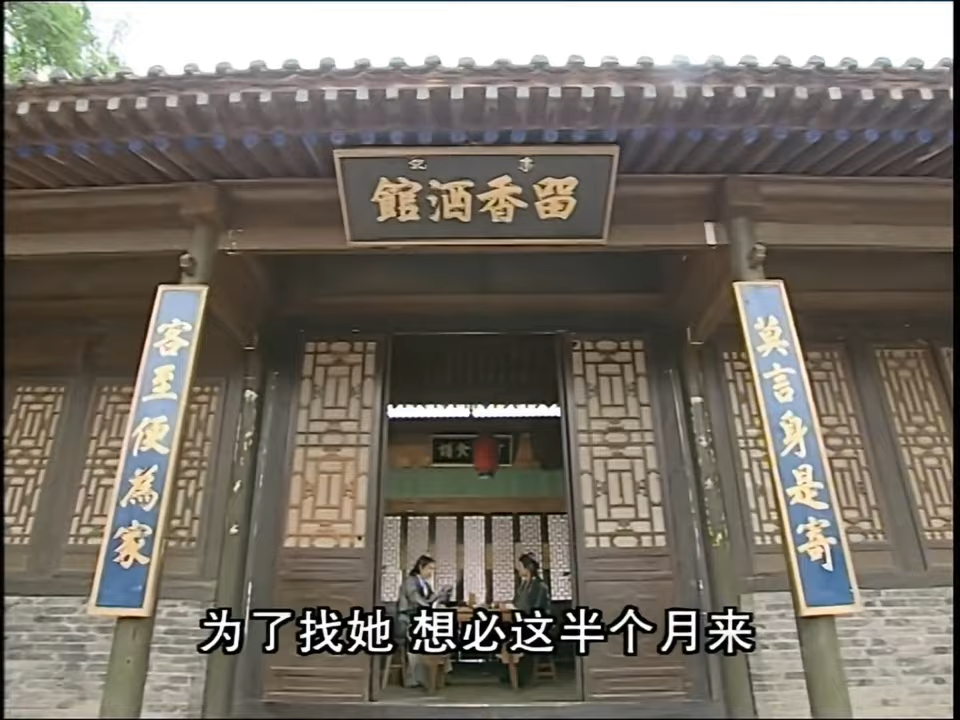 留香酒館
莫言身是寄
客至便為家
为了找她 想必这半个月来